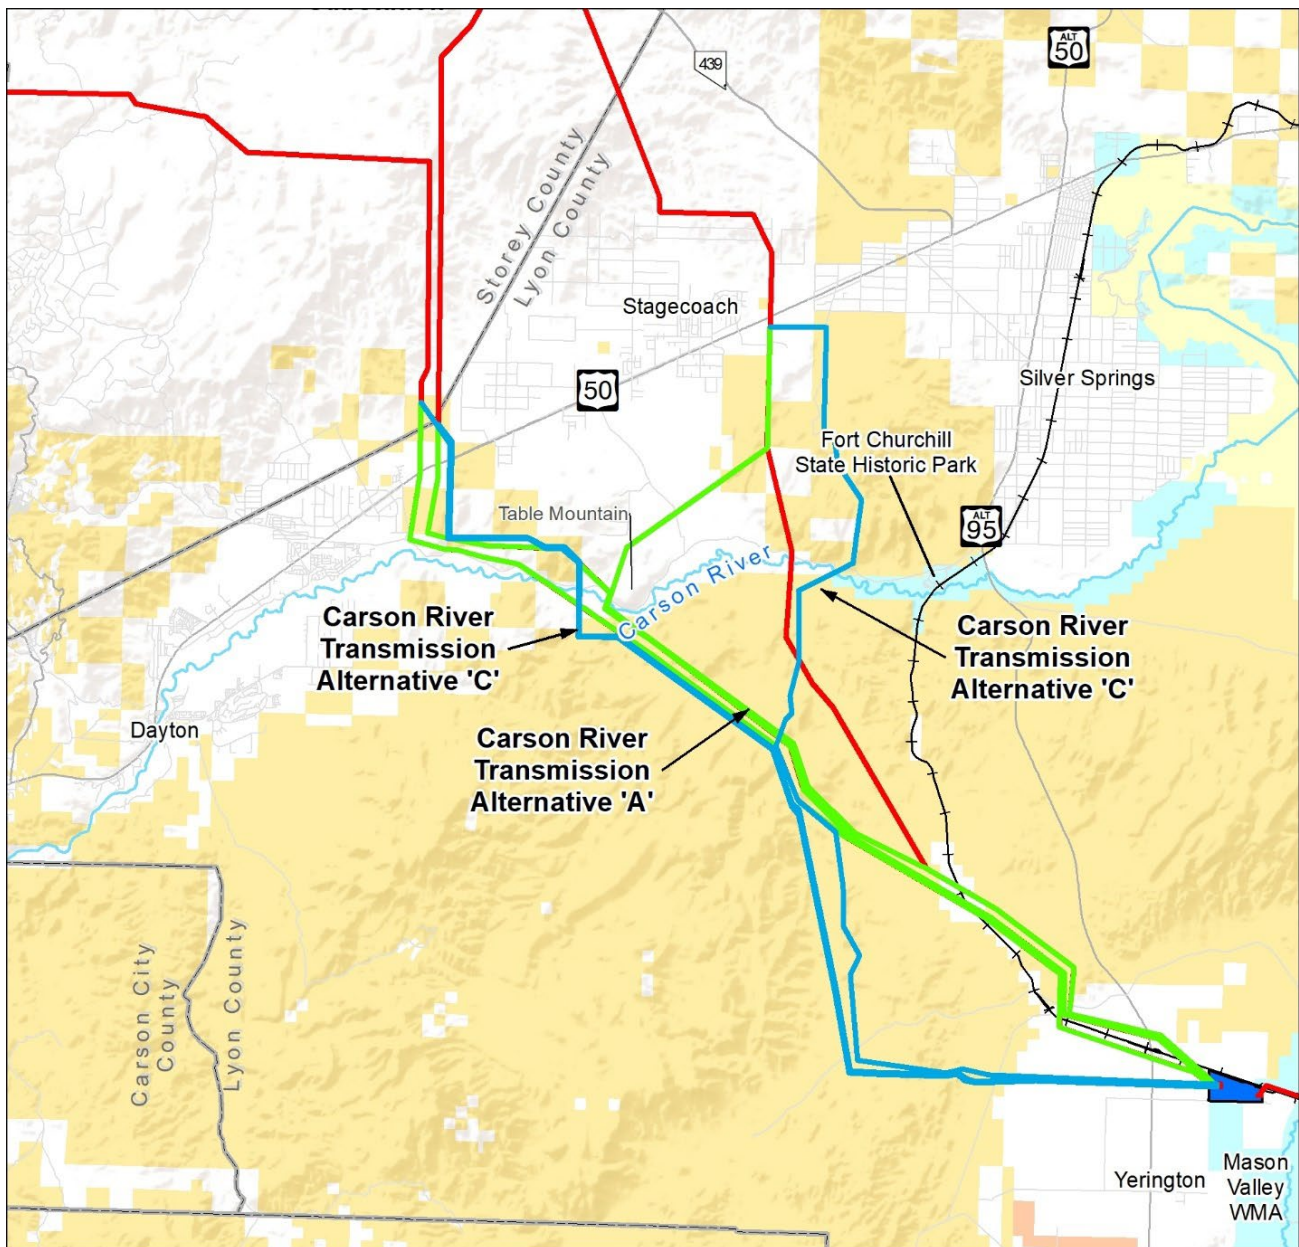 ALT
50
439
Storey County
Lyon County
Stagecoach
50
Silver Springs
Fort Churchill
State Historic Park
Table Mountain
ALT
95
Carson River
Carson River
Transmission
Alternative 'C'
Carson River
Transmission
Alternative 'C'
Dayton
Carson River
Transmission
Alternative 'A'
Carson City
County
Lyon County
Yerington
Mason
Valley
WMA